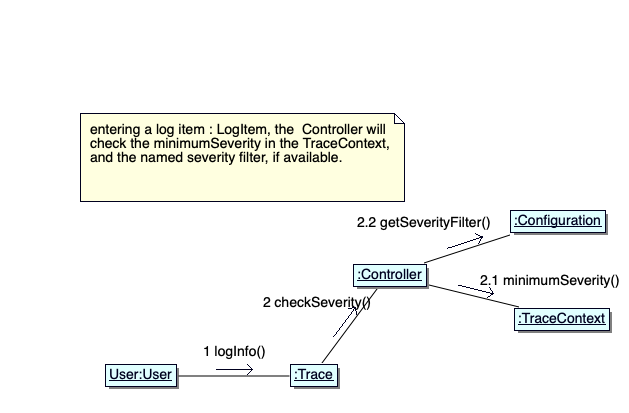 entering a log item : LogItem, the  Controller will
check the minimumSeverity in the TraceContext,
and the named severity filter, if available.
2.2 getSeverityFilter()
:Configuration
:Controller
2.1 minimumSeverity()
2 checkSeverity()
:TraceContext
1 logInfo()
User:User
:Trace